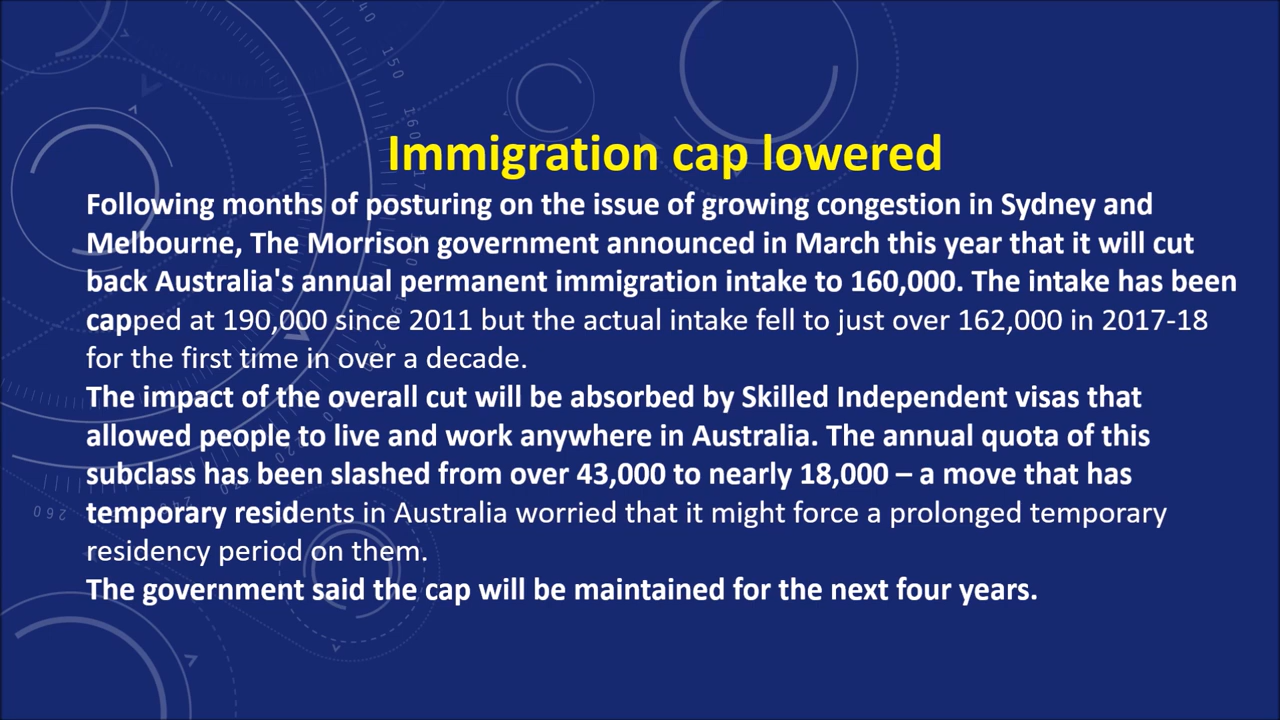 Immigration cap lowered
Following months of posturing on the issue of growing congestion in Sydney and
Melbourne, The Morrison government announced in March this year that it will cut
back Australia's annual permanent immigration intake to 160,000. The intake has been
capped at 190,000 since 2011 but the actual intake fell to just over 162,000 in 2017-18
for the first time in over a decade.
The impact of the overall cut will be absorbed by Skilled Independent visas that
allowed people to live and work anywhere in Australia. The annual quota of this
subclass has been slashed from over 43,000 to nearly 18,000 – a move that has
temporary residents in Australia worried that it might force a prolonged temporary
residency period on them.
The government said the cap will be maintained for the next four years.
150
260